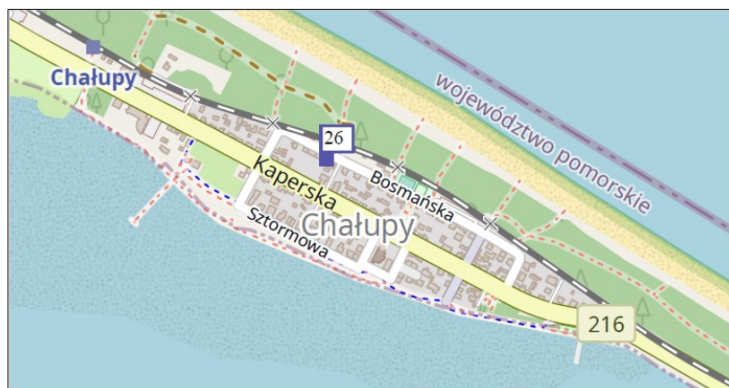 Chałupy
województwo pomorskie
26
Kaperska
Bosmańska
Chałupy
Sztormowa
216